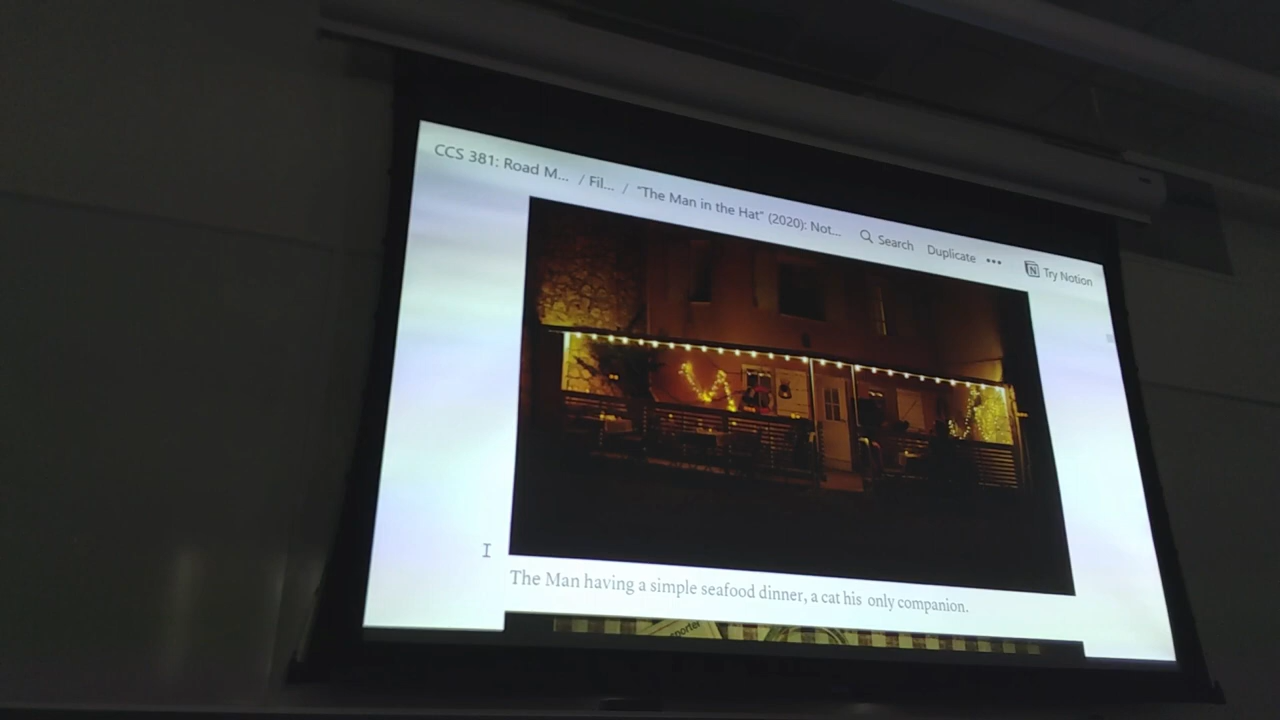 CCS 381: Road M... / Fil... / "The Man in the Hat" (2020): Not... Search Duplicate ••• Try Notion
The Man having a simple seafood dinner, a cat his only companion.
porter